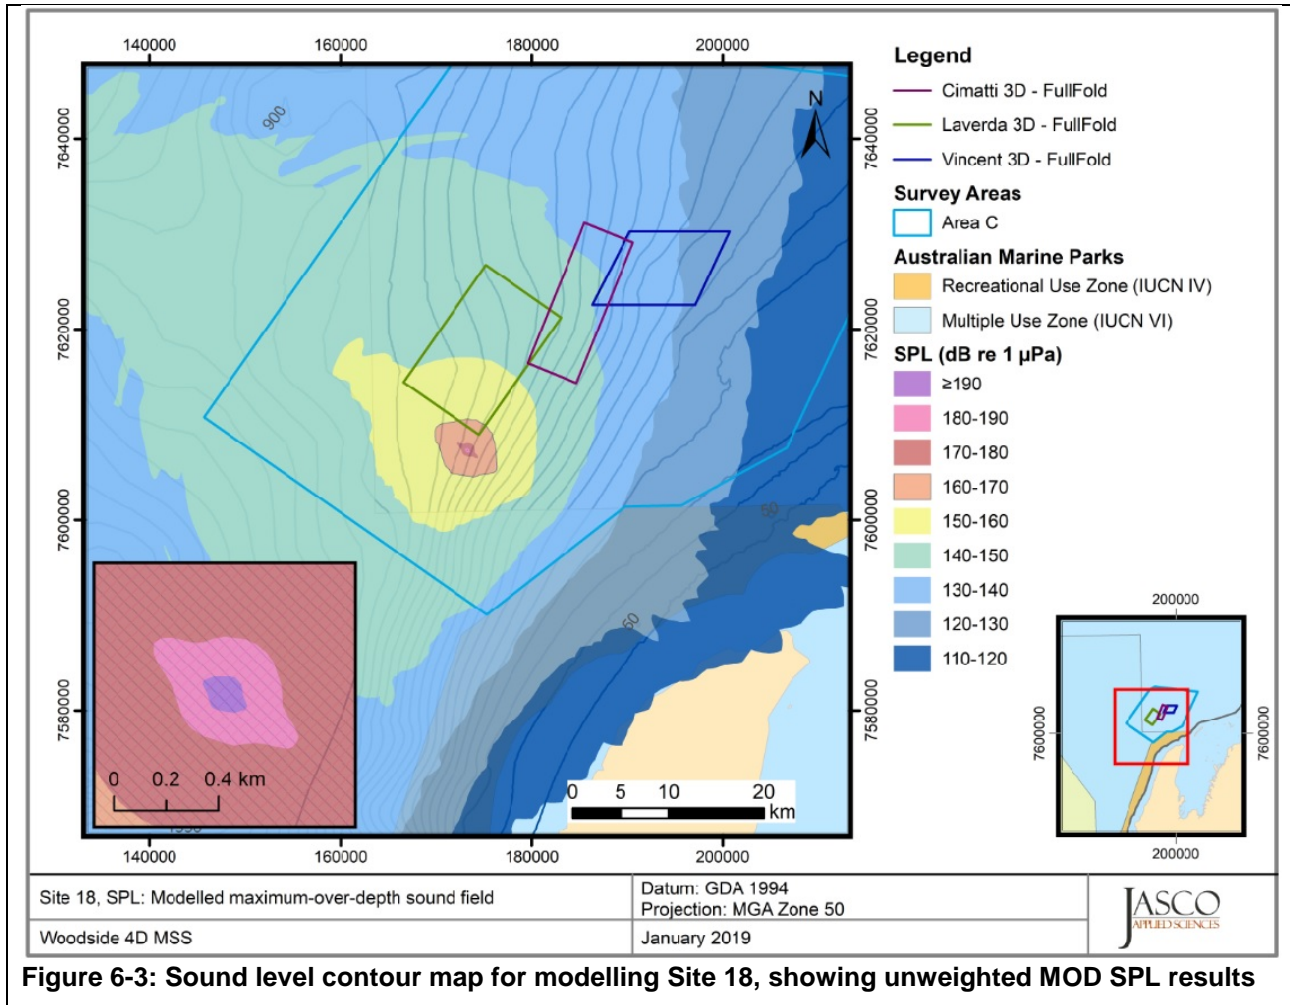 140000 160000 180000 200000
Legend
Cimatti 3D - FullFold
Laverda 3D - FullFold
Vincent 3D - FullFold
Survey Areas
Area C
Australian Marine Parks
Recreational Use Zone (IUCN IV)
Multiple Use Zone (IUCN VI)
SPL (dB re 1 µPa)
≥190
180-190
170-180
160-170
150-160
140-150
130-140
120-130
110-120
N
900
7640000 7640000
7620000 7620000
7600000 7600000
7580000 7580000
50
50
0 0.2 0.4 km
0 5 10 20
km
140000 160000 180000 200000
200000
7600000 7600000
200000
Site 18, SPL: Modelled maximum-over-depth sound field
Datum: GDA 1994
Projection: MGA Zone 50
Woodside 4D MSS
January 2019
JASCO
APPLIED SCIENCES
Figure 6-3: Sound level contour map for modelling Site 18, showing unweighted MOD SPL results